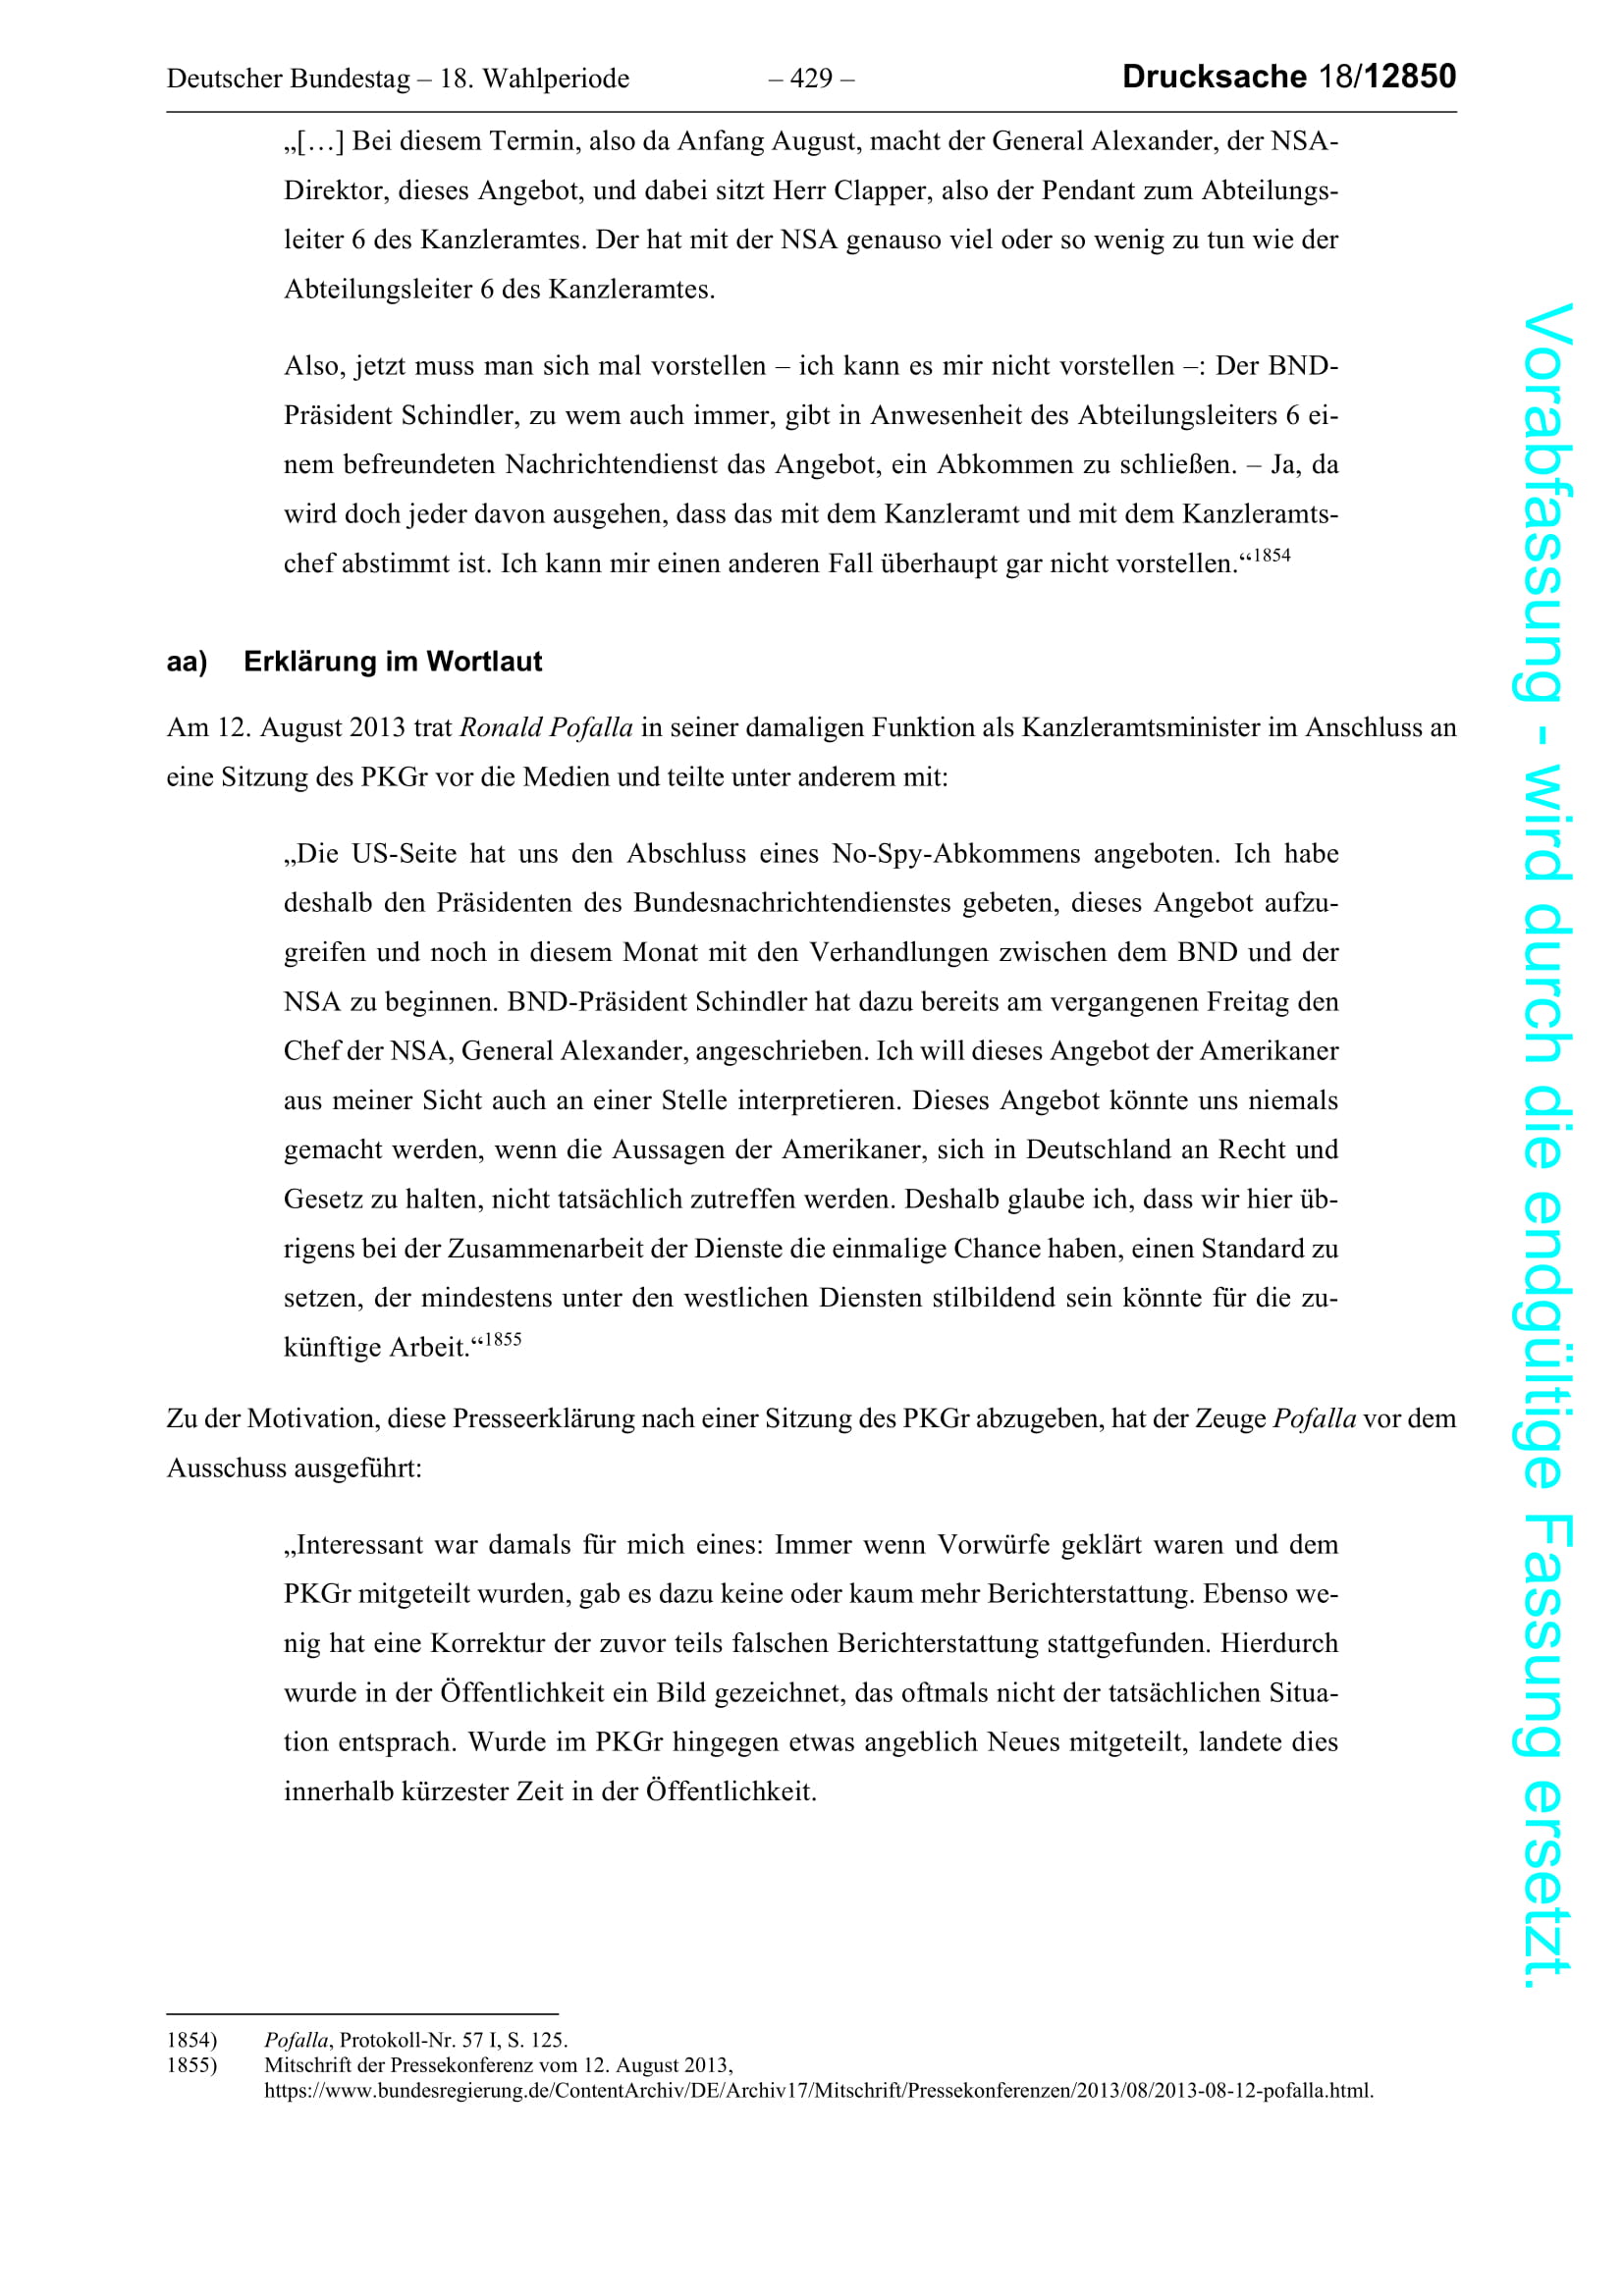 Deutscher Bundestag – 18. Wahlperiode – 429 – Drucksache 18/12850
„[…] Bei diesem Termin, also da Anfang August, macht der General Alexander, der NSA-
Direktor, dieses Angebot, und dabei sitzt Herr Clapper, also der Pendant zum Abteilungs-
leiter 6 des Kanzleramtes. Der hat mit der NSA genauso viel oder so wenig zu tun wie der
Abteilungsleiter 6 des Kanzleramtes.
Also, jetzt muss man sich mal vorstellen – ich kann es mir nicht vorstellen –: Der BND-
Präsident Schindler, zu wem auch immer, gibt in Anwesenheit des Abteilungsleiters 6 ei-
nem befreundeten Nachrichtendienst das Angebot, ein Abkommen zu schließen. – Ja, da
wird doch jeder davon ausgehen, dass das mit dem Kanzleramt und mit dem Kanzleramts-
chef abstimmt ist. Ich kann mir einen anderen Fall überhaupt gar nicht vorstellen.“1854
aa) Erklärung im Wortlaut
Am 12. August 2013 trat Ronald Pofalla in seiner damaligen Funktion als Kanzleramtsminister im Anschluss an
eine Sitzung des PKGr vor die Medien und teilte unter anderem mit:
„Die US-Seite hat uns den Abschluss eines No-Spy-Abkommens angeboten. Ich habe
deshalb den Präsidenten des Bundesnachrichtendienstes gebeten, dieses Angebot aufzu-
greifen und noch in diesem Monat mit den Verhandlungen zwischen dem BND und der
NSA zu beginnen. BND-Präsident Schindler hat dazu bereits am vergangenen Freitag den
Chef der NSA, General Alexander, angeschrieben. Ich will dieses Angebot der Amerikaner
aus meiner Sicht auch an einer Stelle interpretieren. Dieses Angebot könnte uns niemals
gemacht werden, wenn die Aussagen der Amerikaner, sich in Deutschland an Recht und
Gesetz zu halten, nicht tatsächlich zutreffen werden. Deshalb glaube ich, dass wir hier üb-
rigens bei der Zusammenarbeit der Dienste die einmalige Chance haben, einen Standard zu
setzen, der mindestens unter den westlichen Diensten stilbildend sein könnte für die zu-
künftige Arbeit.“1855
Zu der Motivation, diese Presseerklärung nach einer Sitzung des PKGr abzugeben, hat der Zeuge Pofalla vor dem
Ausschuss ausgeführt:
„Interessant war damals für mich eines: Immer wenn Vorwürfe geklärt waren und dem
PKGr mitgeteilt wurden, gab es dazu keine oder kaum mehr Berichterstattung. Ebenso we-
nig hat eine Korrektur der zuvor teils falschen Berichterstattung stattgefunden. Hierdurch
wurde in der Öffentlichkeit ein Bild gezeichnet, das oftmals nicht der tatsächlichen Situa-
tion entsprach. Wurde im PKGr hingegen etwas angeblich Neues mitgeteilt, landete dies
innerhalb kürzester Zeit in der Öffentlichkeit.
1854) Pofalla, Protokoll-Nr. 57 I, S. 125.
1855) Mitschrift der Pressekonferenz vom 12. August 2013,
https://www.bundesregierung.de/ContentArchiv/DE/Archiv17/Mitschrift/Pressekonferenzen/2013/08/2013-08-12-pofalla.html.
Vorabfassung - wird durch die endgültige Fassung ersetzt.